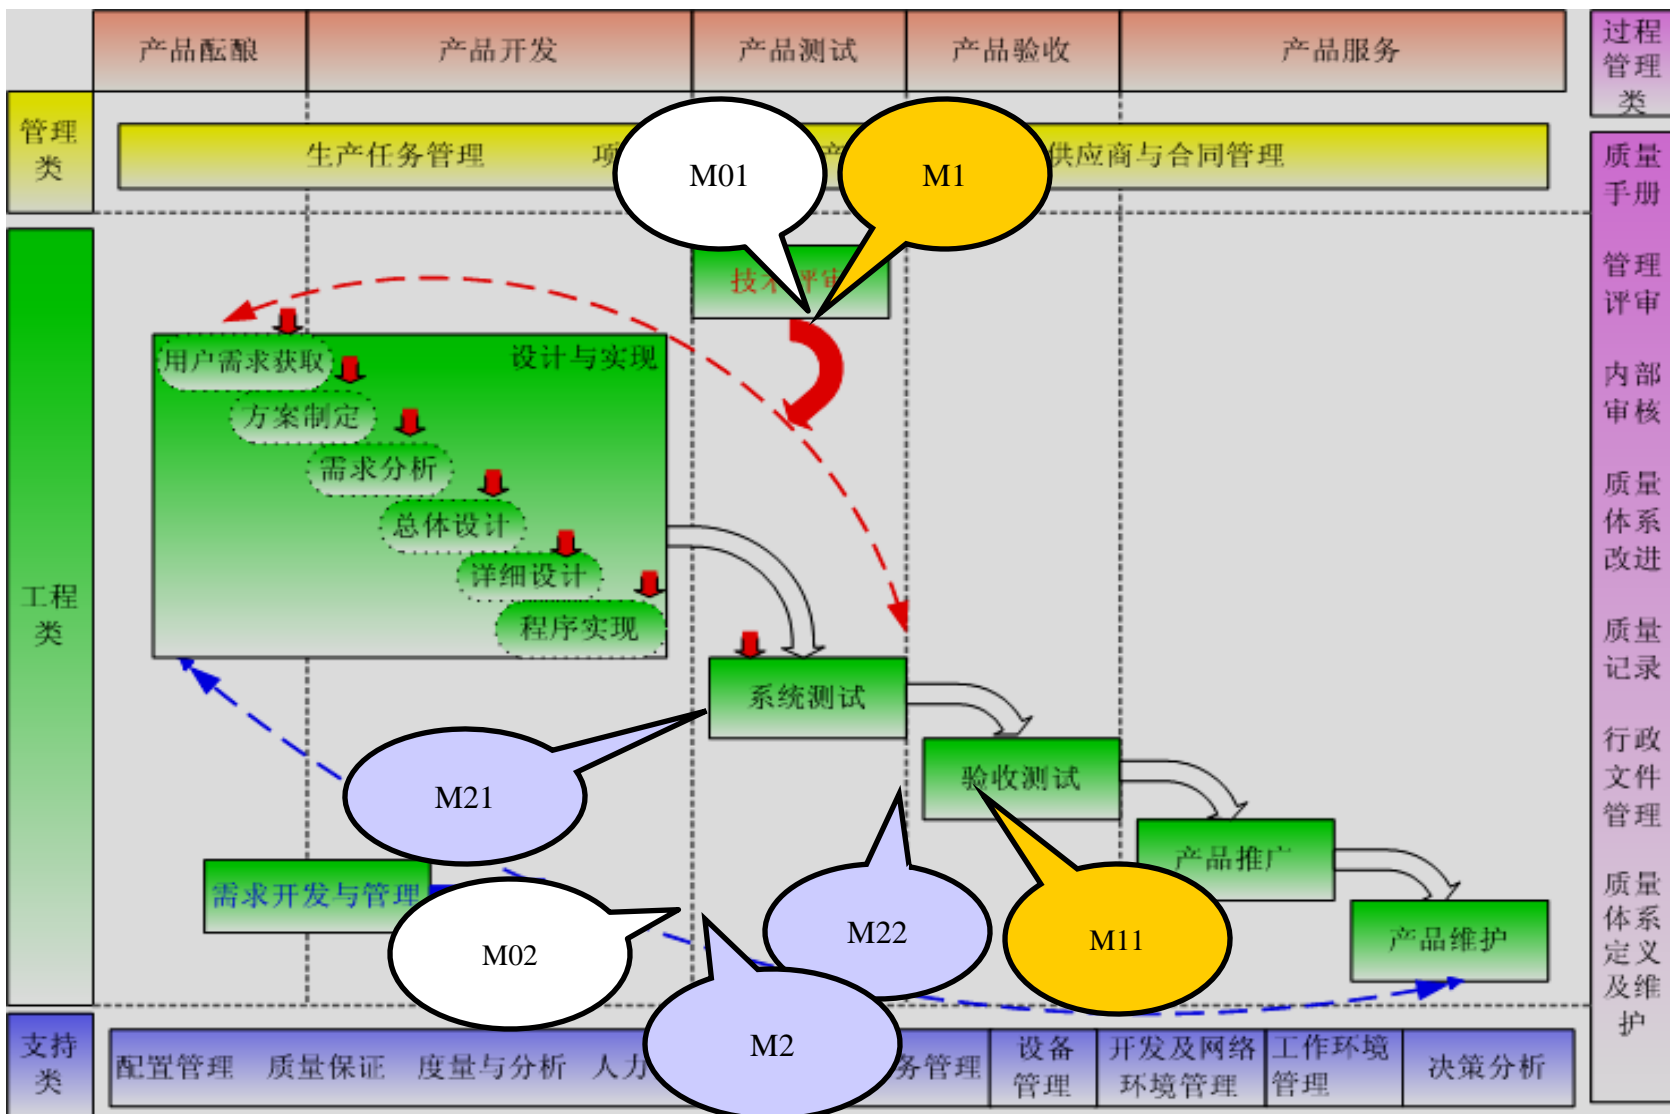 产品酝酿
产品开发
产品测试
产品验收
产品服务
过程
管理
类
管理
类
生产任务管理
项
产
供应商与合同管理
M01
M1
质量
手册
管理
评审
内部
审核
质量
体系
改进
质量
记录
行政
文件
管理
质量
体系
定义
及维
护
工程
类
技术评审
设计与实现
用户需求获取
方案制定
需求分析
总体设计
详细设计
程序实现
系统测试
验收测试
产品推广
产品维护
M21
需求开发与管理
M02
M22
M11
M2
支持
类
配置管理
质量保证
度量与分析
人力
务管理
设备
管理
开发及网络
环境管理
工作环境
管理
决策分析